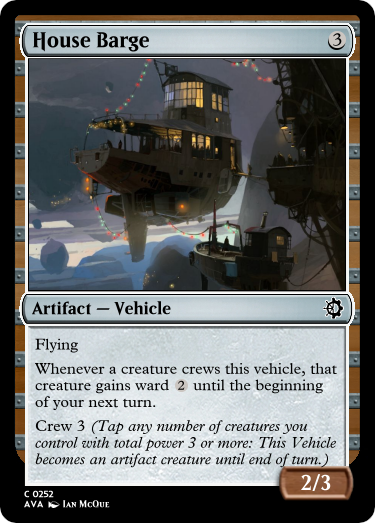 House Barge 3
Artifact — Vehicle
Flying
Whenever a creature crews this vehicle, that
creature gains ward 2 until the beginning
of your next turn.
Crew 3 (Tap any number of creatures you
control with total power 3 or more: This Vehicle
becomes an artifact creature until end of turn.)
2/3
C 0252
AVA Ian McQue